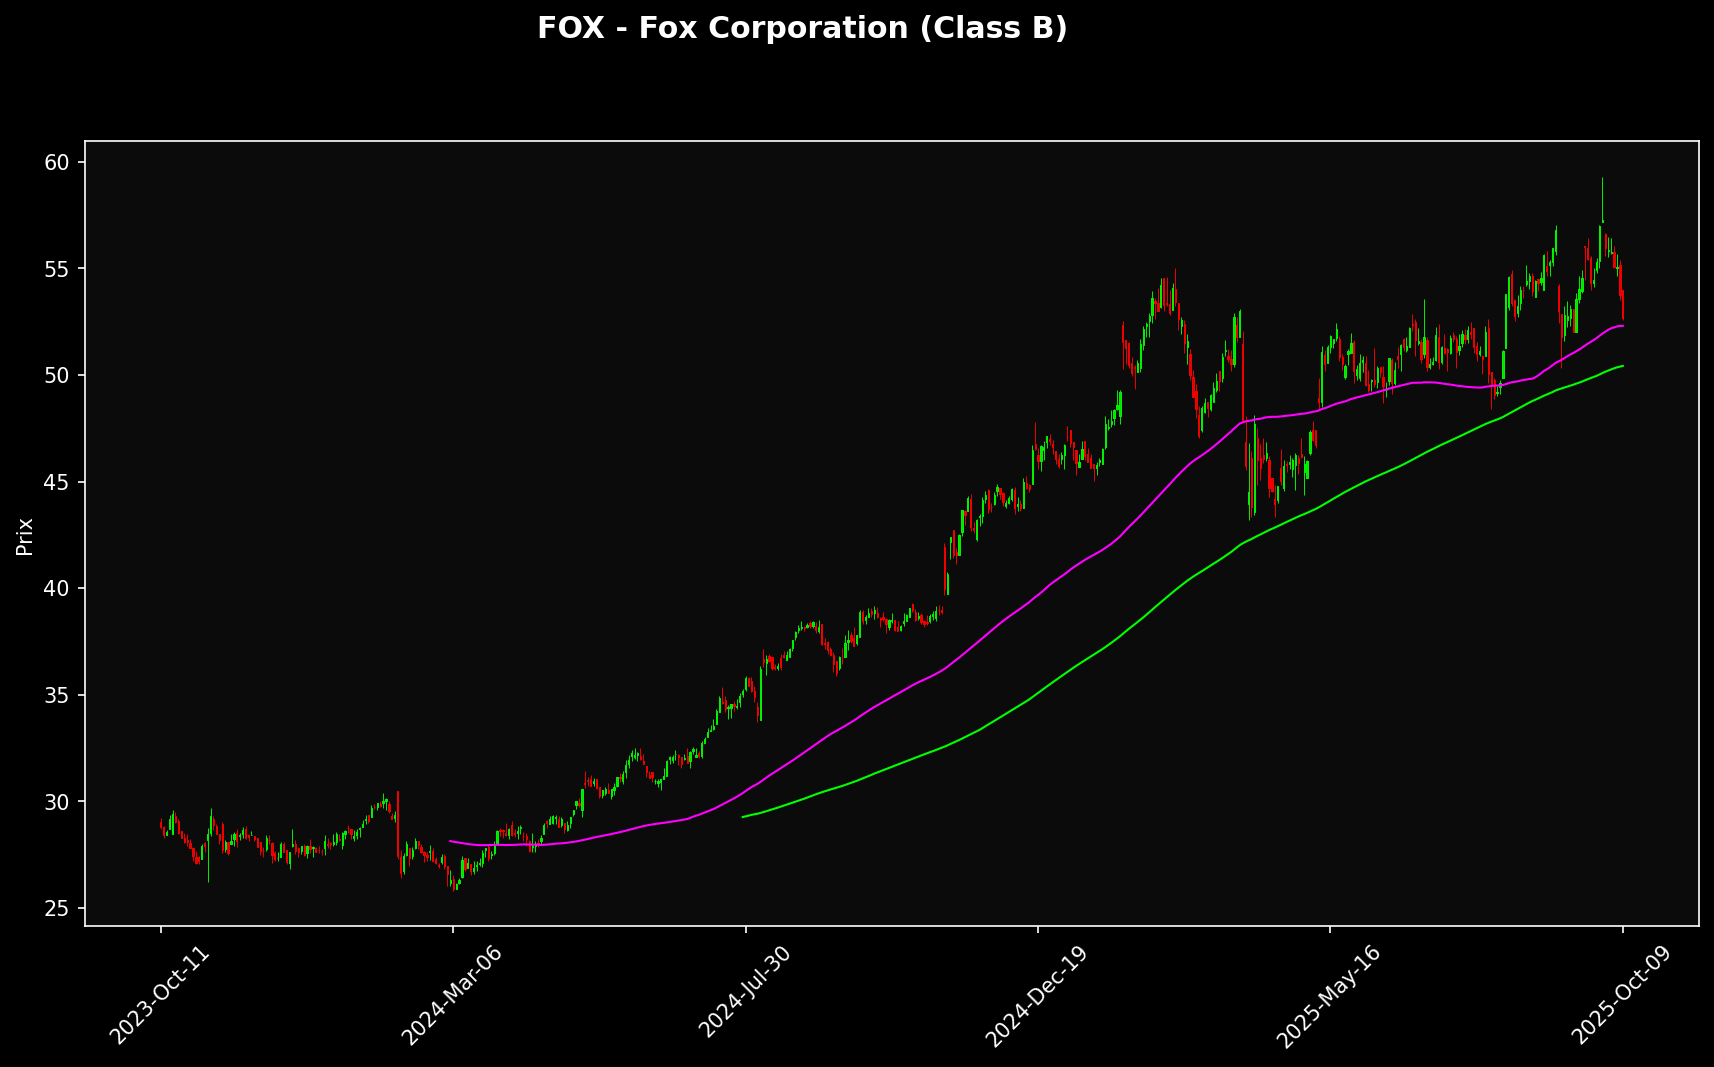 FOX - Fox Corporation (Class B)
Prix
60
55
50
45
40
35
30
25
2023-Oct-11
2024-Mar-06
2024-Jul-30
2024-Dec-19
2025-May-16
2025-Oct-09